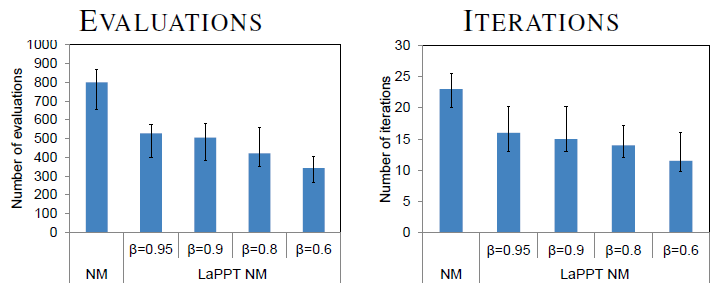 EVALUATIONS
Number of evaluations
1000
900
800
700
600
500
400
300
200
100
0
β=0.95 β=0.9 β=0.8 β=0.6
NM LaPPT NM
ITERATIONS
Number of iterations
30
25
20
15
10
5
0
β=0.95 β=0.9 β=0.8 β=0.6
NM LaPPT NM